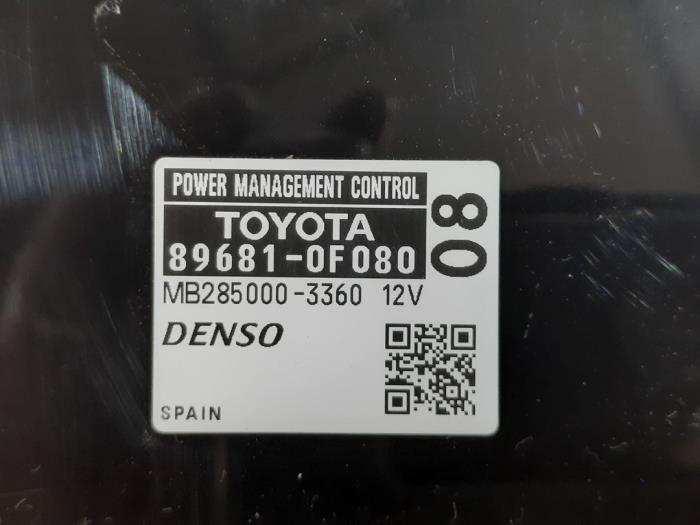 POWER MANAGEMENT CONTROL
TOYOTA
89681-0F080
08
MB285000-3360 12V
DENSO
SPAIN